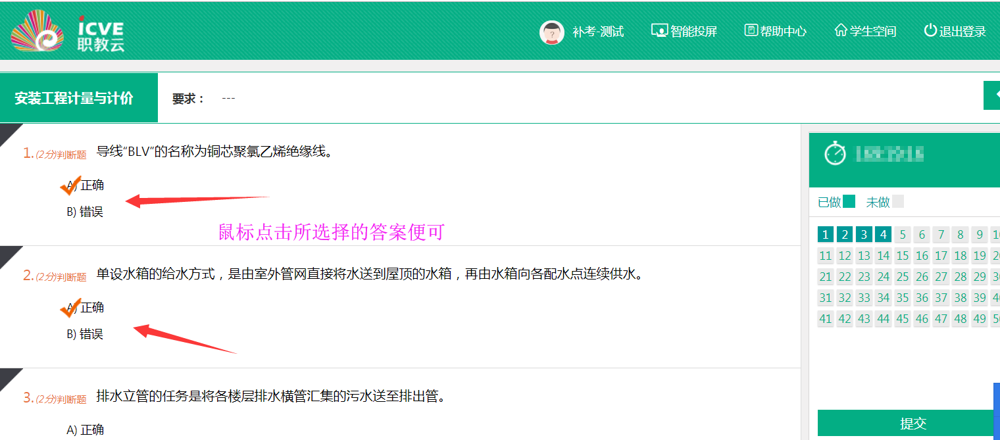 iCVE
职教云
补考-测试 智能投屏 帮助中心 学生空间 退出登录
安装工程计量与计价 要求： ---
1.(2分)判断题 导线“BLV”的名称为铜芯聚氯乙烯绝缘线。
A) 正确
B) 错误
鼠标点击所选择的答案便可
2.(2分)判断题 单设水箱的给水方式，是由室外管网直接将水送到屋顶的水箱，再由水箱向各配水点连续供水。
A) 正确
B) 错误
3.(2分)判断题 排水立管的任务是将各楼层排水横管汇集的污水送至排出管。
A) 正确
已做 未做
1 2 3 4 5 6 7 8 9
11 12 13 14 15 16 17 18 19
21 22 23 24 25 26 27 28 29
31 32 33 34 35 36 37 38 39
41 42 43 44 45 46 47 48 49
提交